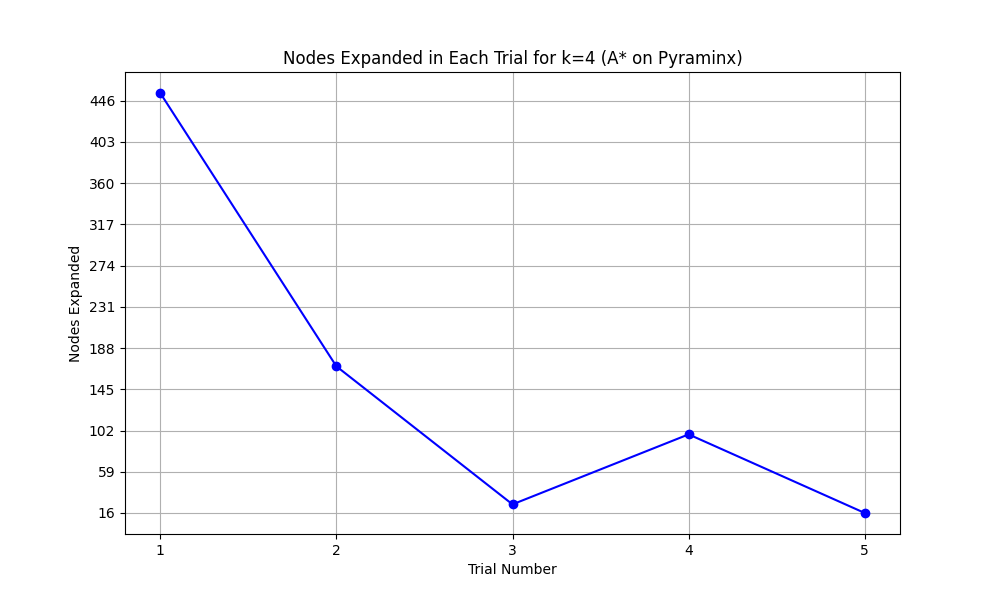 Nodes Expanded in Each Trial for k=4 (A* on Pyraminx)
446
403
360
317
274
231
188
145
102
59
16
Nodes Expanded
1 2 3 4 5
Trial Number